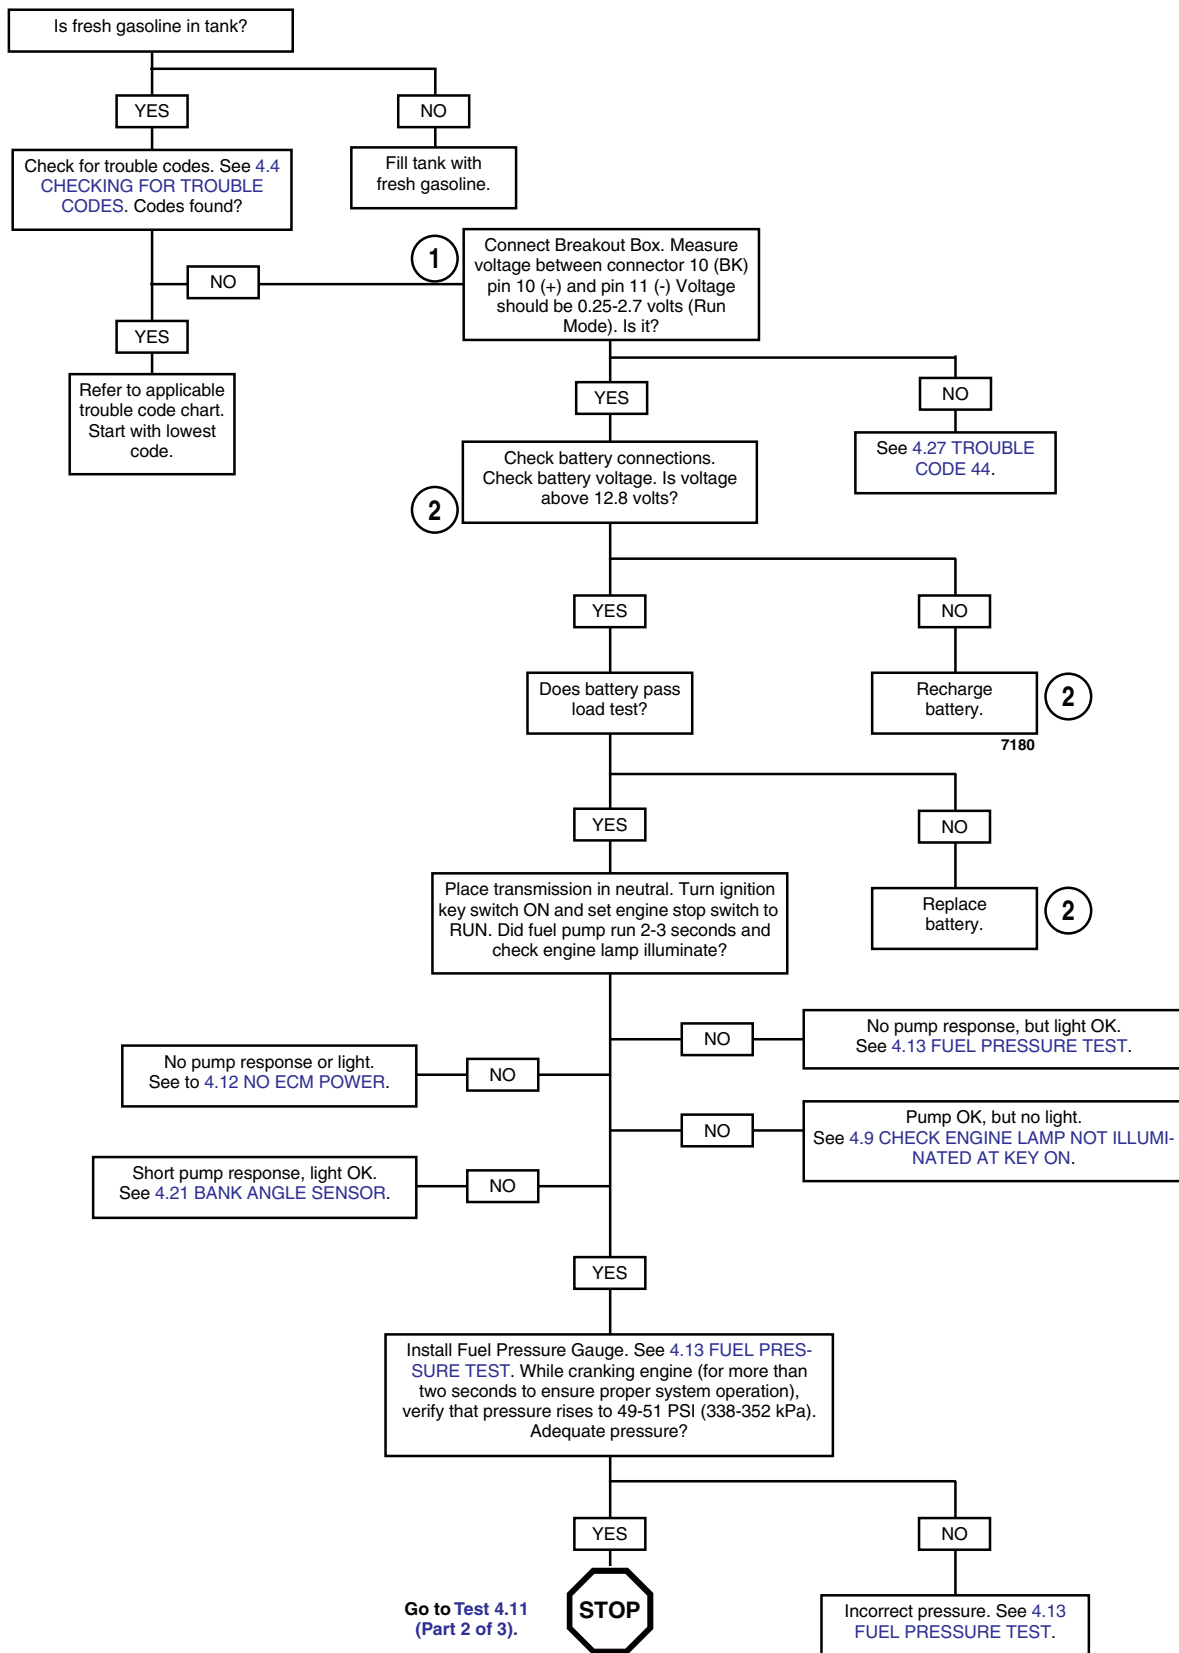 Is fresh gasoline in tank?
YES
NO
Check for trouble codes. See 4.4
CHECKING FOR TROUBLE
CODES. Codes found?
Fill tank with
fresh gasoline.
NO
1
Connect Breakout Box. Measure
voltage between connector 10 (BK)
pin 10 (+) and pin 11 (-) Voltage
should be 0.25-2.7 volts (Run
Mode). Is it?
YES
Refer to applicable
trouble code chart.
Start with lowest
code.
YES
NO
See 4.27 TROUBLE
CODE 44.
Check battery connections.
Check battery voltage. Is voltage
above 12.8 volts?
2
YES
NO
Does battery pass
load test?
Recharge
battery.
2
7180
YES
NO
Place transmission in neutral. Turn ignition
key switch ON and set engine stop switch to
RUN. Did fuel pump run 2-3 seconds and
check engine lamp illuminate?
Replace
battery.
2
NO
No pump response, but light OK.
See 4.13 FUEL PRESSURE TEST.
No pump response or light.
See to 4.12 NO ECM POWER.
NO
NO
Pump OK, but no light.
See 4.9 CHECK ENGINE LAMP NOT ILLUMI-
NATED AT KEY ON.
Short pump response, light OK.
See 4.21 BANK ANGLE SENSOR.
NO
YES
Install Fuel Pressure Gauge. See 4.13 FUEL PRES-
SURE TEST. While cranking engine (for more than
two seconds to ensure proper system operation),
verify that pressure rises to 49-51 PSI (338-352 kPa).
Adequate pressure?
YES
NO
Go to Test 4.11
(Part 2 of 3).
STOP
Incorrect pressure. See 4.13
FUEL PRESSURE TEST.